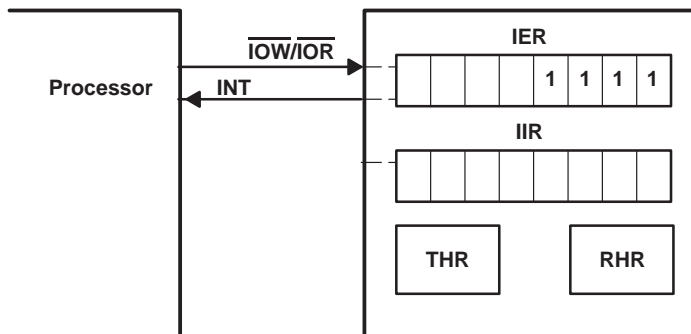 IER
IOW/IOR
1 1 1 1
Processor
INT
IIR
THR
RHR